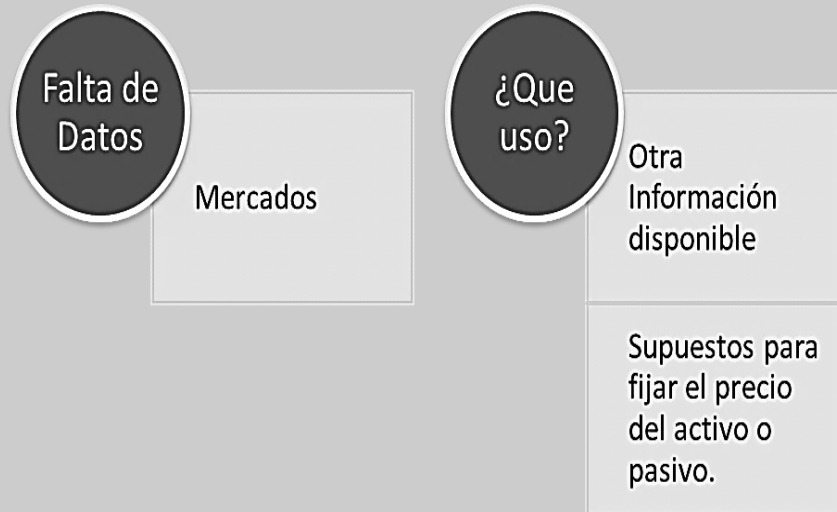 Falta de
Datos
Mercados
¿Que
uso?
Otra
Información
disponible
Supuestos para
fijar el precio
del activo o
pasivo.